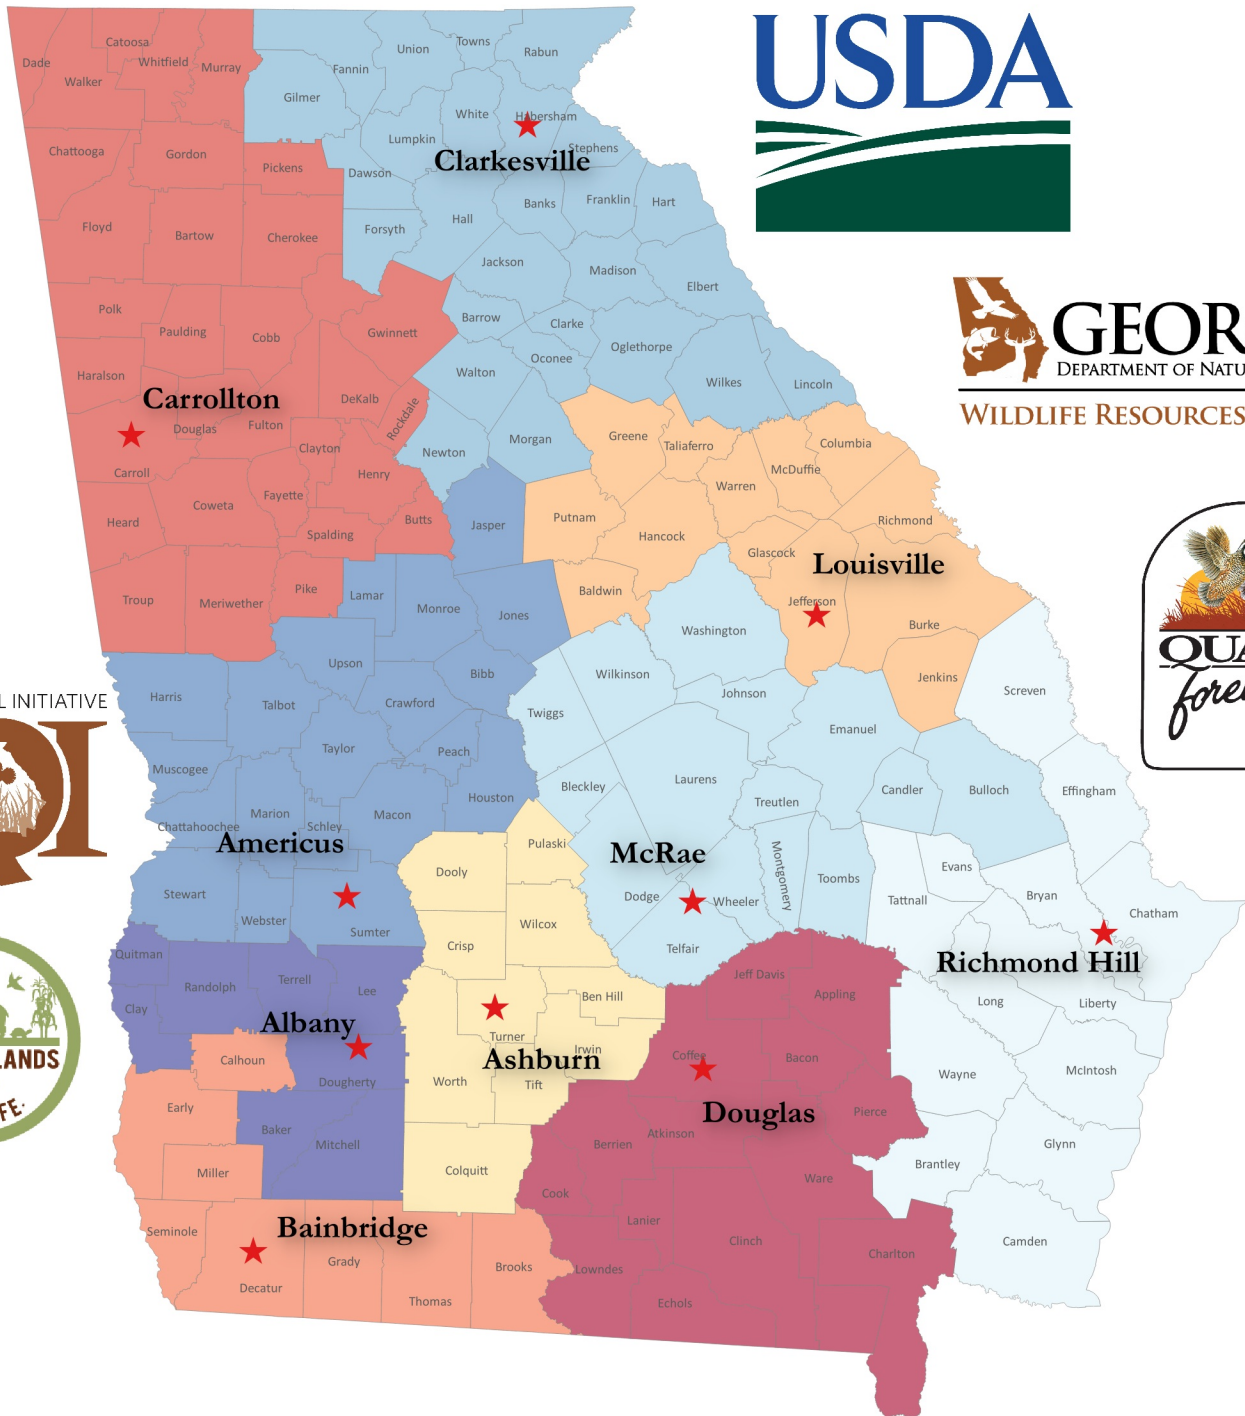 USDA
GEOR
DEPARTMENT OF NATU
WILDLIFE RESOURCES
QUA
fore
L INITIATIVE
QI
LANDS
FE.
Dade
Catoosa
Whitfield
Murray
Walker
Fannin
Union
Towns
Rabun
Gilmer
White
Habersham
Lumpkin
Stephens
Clarkesville
Chattooga
Gordon
Pickens
Dawson
Banks
Franklin
Hart
Floyd
Bartow
Cherokee
Forsyth
Hall
Jackson
Madison
Elbert
Polk
Paulding
Cobb
Gwinnett
Barrow
Clarke
Oconee
Oglethorpe
Wilkes
Lincoln
Haralson
Carrollton
DeKalb
Rockdale
Walton
Douglas
Fulton
Clayton
Newton
Morgan
Greene
Taliaferro
Columbia
McDuffie
Warren
Carroll
Henry
Coweta
Fayette
Heard
Spalding
Butts
Jasper
Putnam
Hancock
Richmond
Glascock
Louisville
Troup
Meriwether
Pike
Lamar
Monroe
Jones
Baldwin
Jefferson
Burke
Washington
Upson
Bibb
Wilkinson
Johnson
Jenkins
Screven
Harris
Talbot
Crawford
Twiggs
Emanuel
Taylor
Peach
Muscogee
Bleckley
Laurens
Treutlen
Candler
Bulloch
Effingham
Houston
Marion
Schley
Macon
Chattahoochee
Americus
Pulaski
McRae
Montgomery
Toombs
Evans
Dooly
Stewart
Webster
Sumter
Dodge
Wheeler
Tattnall
Bryan
Chatham
Wilcox
Crisp
Telfair
Richmond Hill
Quitman
Randolph
Terrell
Lee
Jeff Davis
Appling
Clay
Ben Hill
Long
Liberty
Albany
Turner
Irwin
Ashburn
Coffee
Bacon
Calhoun
Dougherty
Worth
Tift
Wayne
McIntosh
Early
Douglas
Pierce
Baker
Mitchell
Berrien
Atkinson
Glynn
Miller
Colquitt
Brantley
Ware
Cook
Seminole
Bainbridge
Lanier
Clinch
Charlton
Camden
Grady
Brooks
Lowndes
Decatur
Thomas
Echols